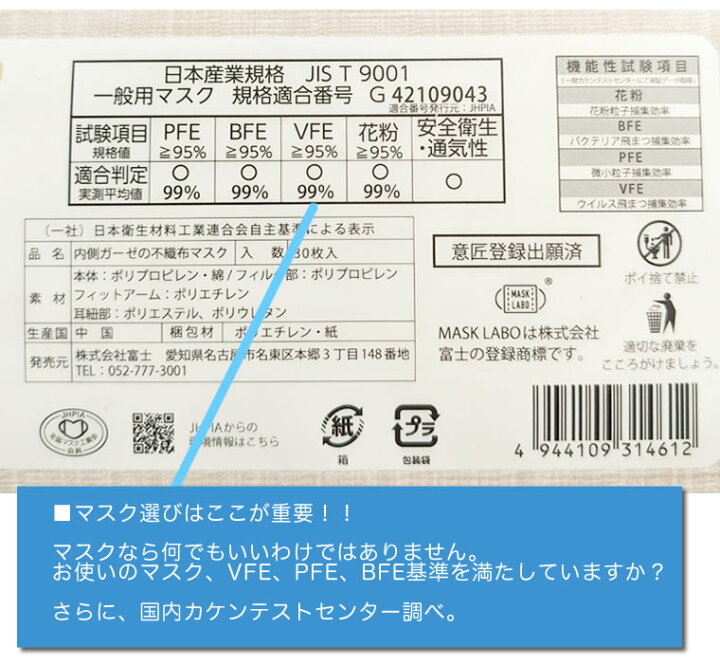 日本産業規格 JIS T 9001
一般用マスク 規格適合番号 G 42109043
適合番号発行元：JHPIA
試験項目 PFE BFE VFE 花粉 安全衛生
規格値 ≧95% ≧95% ≧95% ≧95% ・通気性
適合判定 ○ ○ ○ ○ ○
実測平均値 99% 99% 99% 99%
機能性試験項目
花粉
花粉粒子捕集効率
BFE
バクテリア飛まつ捕集効率
PFE
微小粒子捕集効率
VFE
ウイルス飛まつ捕集効率
（一社）日本衛生材料工業連合会自主基準による表示
品名 内側ガーゼの不織布マスク 入数 30枚入
素材 本体：ポリプロピレン・綿/フィルタ部：ポリプロピレン
フィットアーム：ポリエチレン
耳紐部：ポリエステル、ポリウレタン
生産国 中国 梱包材 ポリエチレン・紙
発売元 株式会社富士 愛知県名古屋市名東区本郷3丁目148番地
TEL：052-777-3001
意匠登録出願済
MASK LABO ®
MASK LABOは株式会社
富士の登録商標です。
ポイ捨て禁止
適切な廃棄を
こころがけましょう。
JHPIA
全国マスク工業会
会員
JHPIAからの
環境情報はこちら
紙
箱
プラ
包装袋
4 944109 314612
■マスク選びはここが重要！！
マスクなら何でもいいわけではありません。
お使いのマスク、VFE、PFE、BFE基準を満たしていますか？
さらに、国内カケンテストセンター調べ。